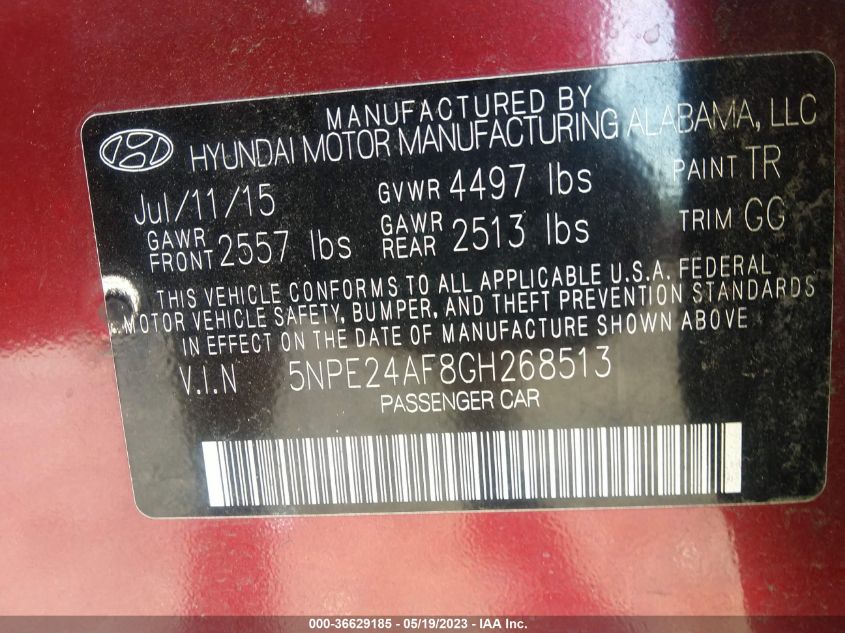 MANUFACTURED BY
HYUNDAI MOTOR MANUFACTURING ALABAMA, LLC
Jul/11/15 GVWR 4497 lbs PAINT TR
GAWR FRONT 2557 lbs GAWR REAR 2513 lbs TRIM GG
THIS VEHICLE CONFORMS TO ALL APPLICABLE U.S.A. FEDERAL
MOTOR VEHICLE SAFETY, BUMPER, AND THEFT PREVENTION STANDARDS
IN EFFECT ON THE DATE OF MANUFACTURE SHOWN ABOVE
V.I.N 5NPE24AF8GH268513
PASSENGER CAR
000-36629185 - 05/19/2023 - IAAI.com